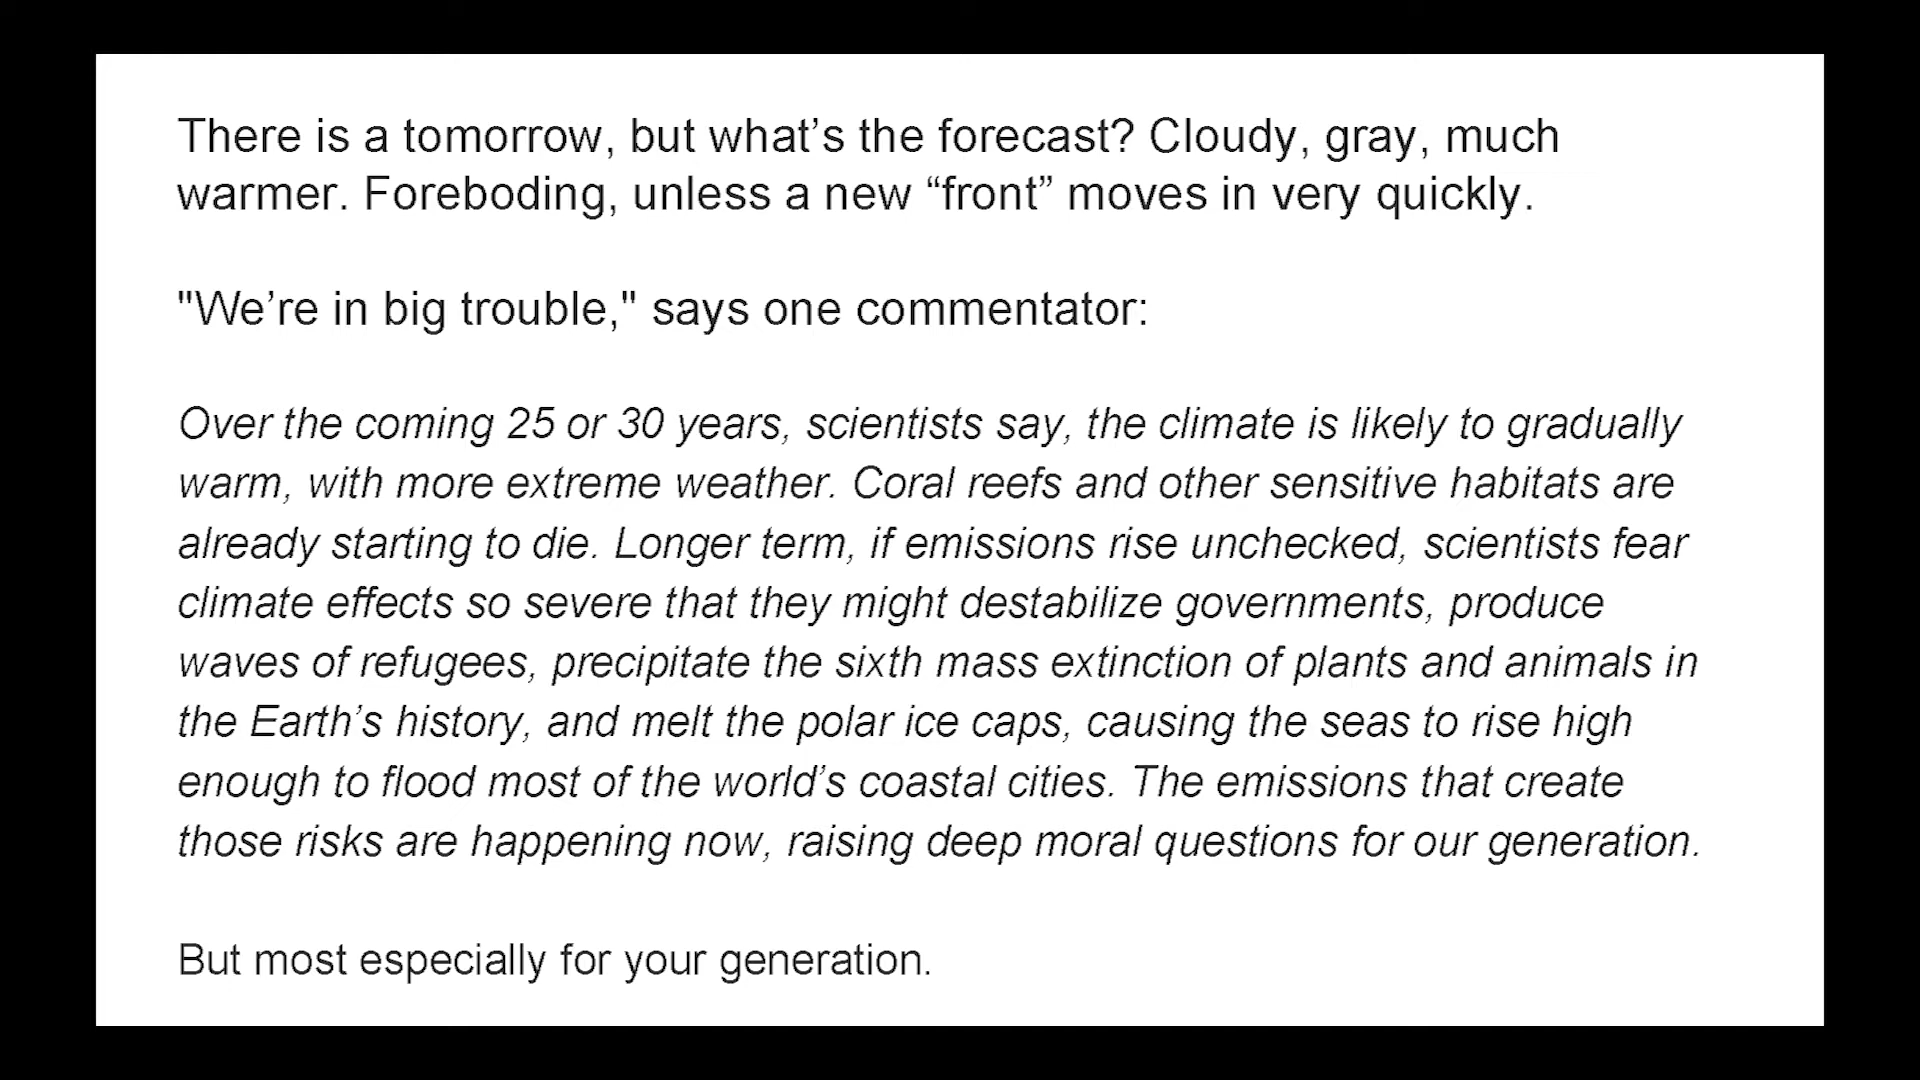 There is a tomorrow, but what’s the forecast? Cloudy, gray, much
warmer. Foreboding, unless a new “front” moves in very quickly.
"We’re in big trouble," says one commentator:
Over the coming 25 or 30 years, scientists say, the climate is likely to gradually
warm, with more extreme weather. Coral reefs and other sensitive habitats are
already starting to die. Longer term, if emissions rise unchecked, scientists fear
climate effects so severe that they might destabilize governments, produce
waves of refugees, precipitate the sixth mass extinction of plants and animals in
the Earth’s history, and melt the polar ice caps, causing the seas to rise high
enough to flood most of the world’s coastal cities. The emissions that create
those risks are happening now, raising deep moral questions for our generation.
But most especially for your generation.